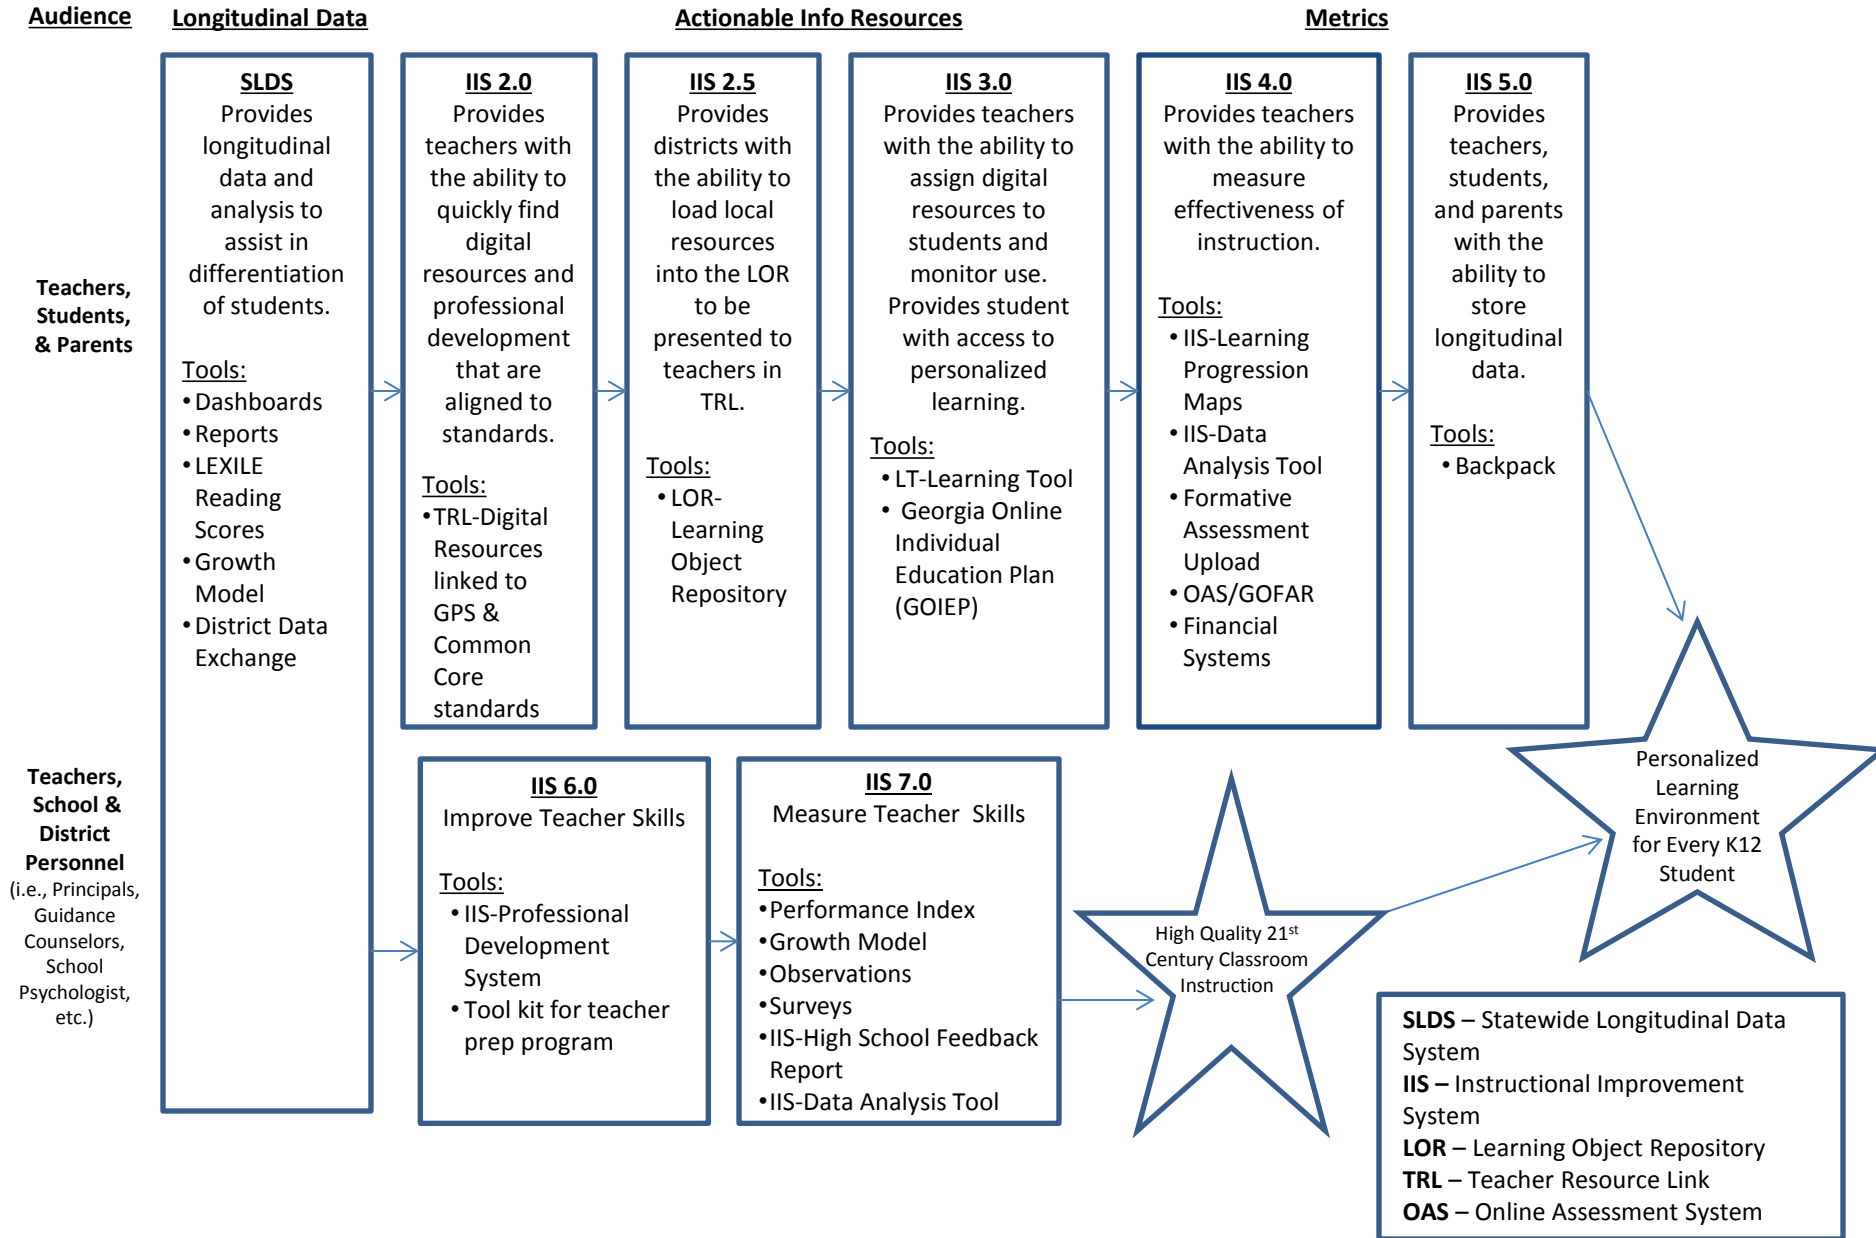 Audience
Longitudinal Data
Actionable Info Resources
Metrics
Teachers,
Students,
& Parents
SLDS
Provides
longitudinal
data and
analysis to
assist in
differentiation
of students.
Tools:
•Dashboards
•Reports
•LEXILE
Reading
Scores
•Growth
Model
•District Data
Exchange
IIS 2.0
Provides
teachers with
the ability to
quickly find
digital
resources and
professional
development
that are
aligned to
standards.
Tools:
•TRL-Digital
Resources
linked to
GPS &
Common
Core
standards
IIS 2.5
Provides
districts with
the ability to
load local
resources
into the LOR
to be
presented to
teachers in
TRL.
Tools:
•LOR-
Learning
Object
Repository
IIS 3.0
Provides teachers
with the ability to
assign digital
resources to
students and
monitor use.
Provides student
with access to
personalized
learning.
Tools:
•LT-Learning Tool
• Georgia Online
Individual
Education Plan
(GOIEP)
IIS 4.0
Provides teachers
with the ability to
measure
effectiveness of
instruction.
Tools:
•IIS-Learning
Progression
Maps
•IIS-Data
Analysis Tool
•Formative
Assessment
Upload
•OAS/GOFAR
•Financial
Systems
IIS 5.0
Provides
teachers,
students,
and parents
with the
ability to
store
longitudinal
data.
Tools:
•Backpack
Teachers,
School &
District
Personnel
(i.e., Principals,
Guidance
Counselors,
School
Psychologist,
etc.)
IIS 6.0
Improve Teacher Skills
Tools:
•IIS-Professional
Development
System
•Tool kit for teacher
prep program
IIS 7.0
Measure Teacher Skills
Tools:
•Performance Index
•Growth Model
•Observations
•Surveys
•IIS-High School Feedback
Report
•IIS-Data Analysis Tool
High Quality 21st
Century Classroom
Instruction
Personalized
Learning
Environment
for Every K12
Student
SLDS – Statewide Longitudinal Data
System
IIS – Instructional Improvement
System
LOR – Learning Object Repository
TRL – Teacher Resource Link
OAS – Online Assessment System